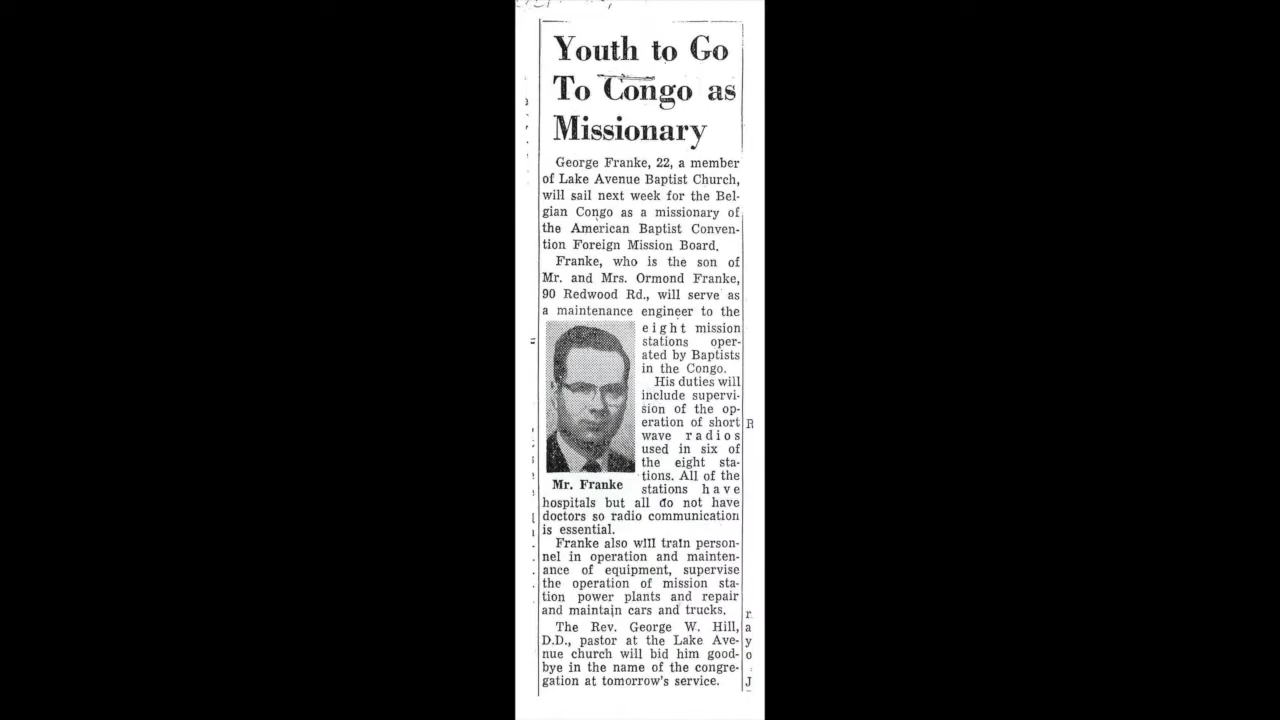 Youth to Go
To Congo as
Missionary
George Franke, 22, a member
of Lake Avenue Baptist Church,
will sail next week for the Bel-
gian Congo as a missionary of
the American Baptist Conven-
tion Foreign Mission Board.
Franke, who is the son of
Mr. and Mrs. Ormond Franke,
90 Redwood Rd., will serve as
a maintenance engineer to the
eight mission
stations oper-
ated by Baptists
in the Congo.
His duties will
include supervi-
sion of the op-
eration of short
wave radios
used in six of
the eight sta-
tions. All of the
stations have
Mr. Franke
hospitals but all do not have
doctors so radio communication
is essential.
Franke also will train person-
nel in operation and mainten-
ance of equipment, supervise
the operation of mission sta-
tion power plants and repair
and maintain cars and trucks.
The Rev. George W. Hill,
D.D., pastor at the Lake Ave-
nue church will bid him good-
bye in the name of the congre-
gation at tomorrow's service.
R
r
a
y
o
J